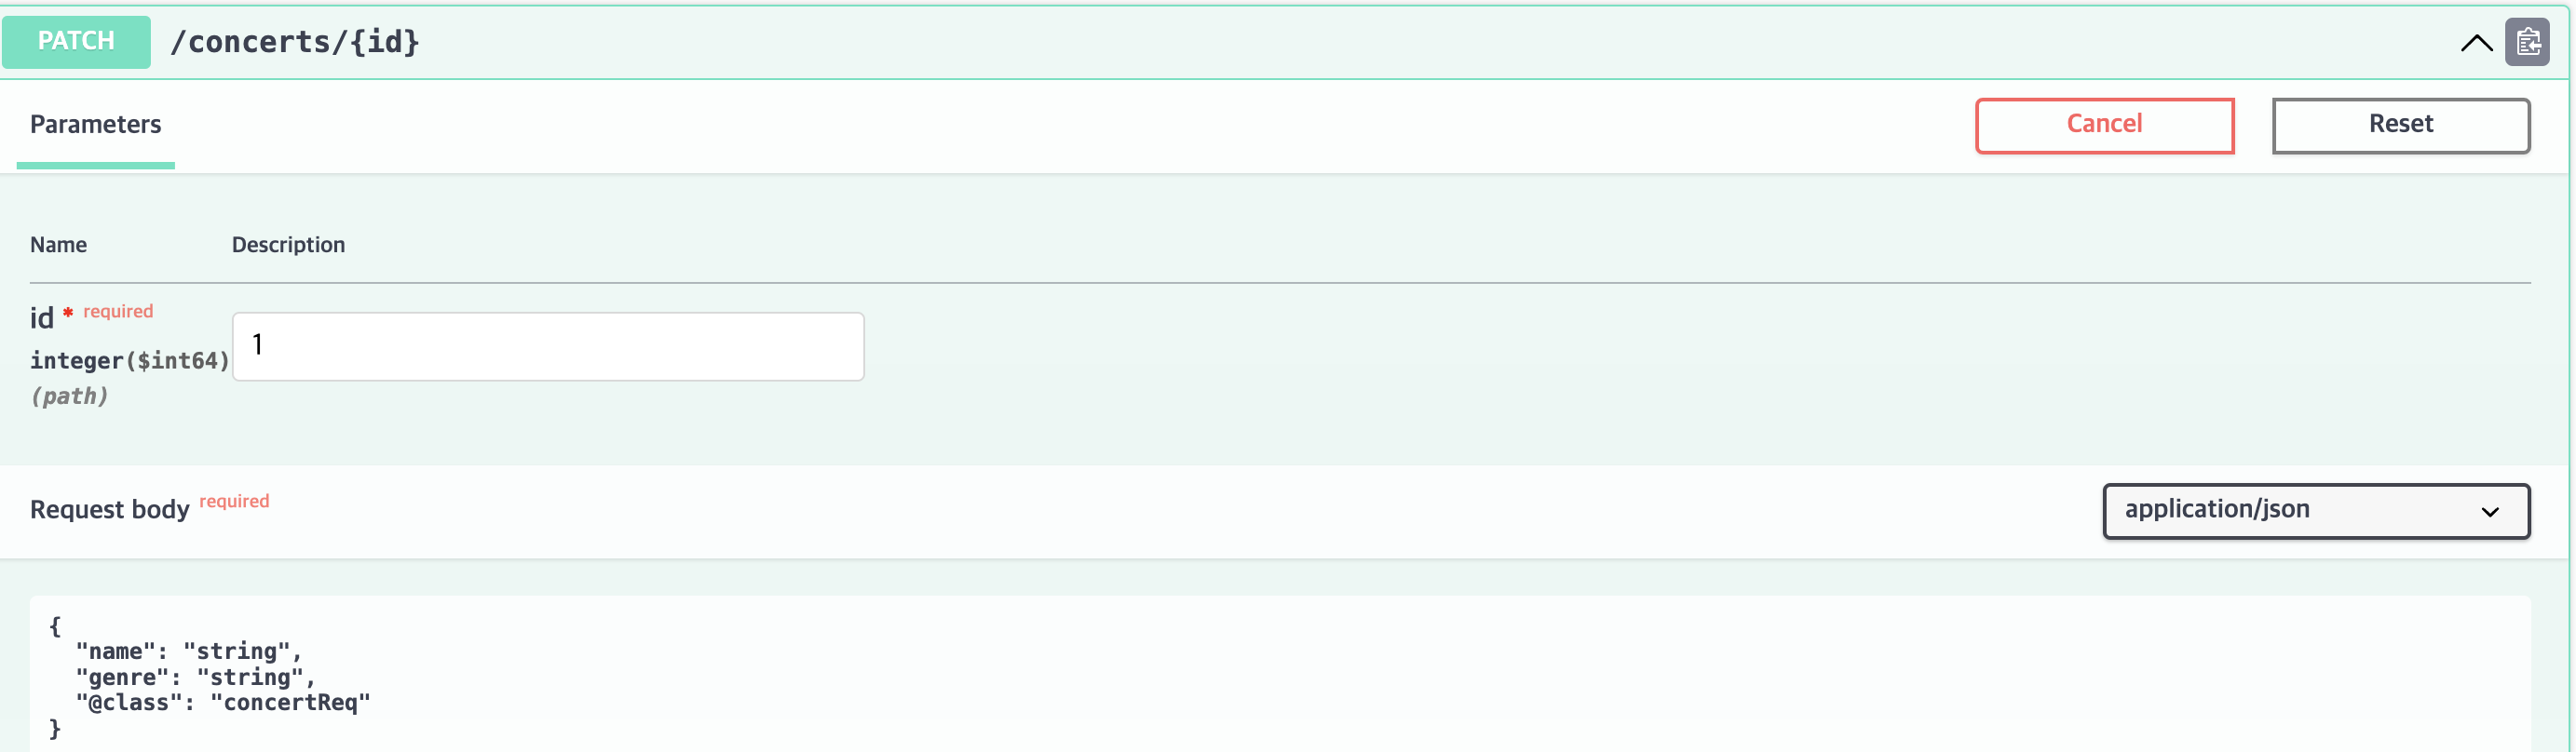 PATCH /concerts/{id}
Parameters
Cancel
Reset
Name Description
id * required
1
integer($int64)
(path)
Request body required
application/json
{
  "name": "string",
  "genre": "string",
  "@class": "concertReq"
}